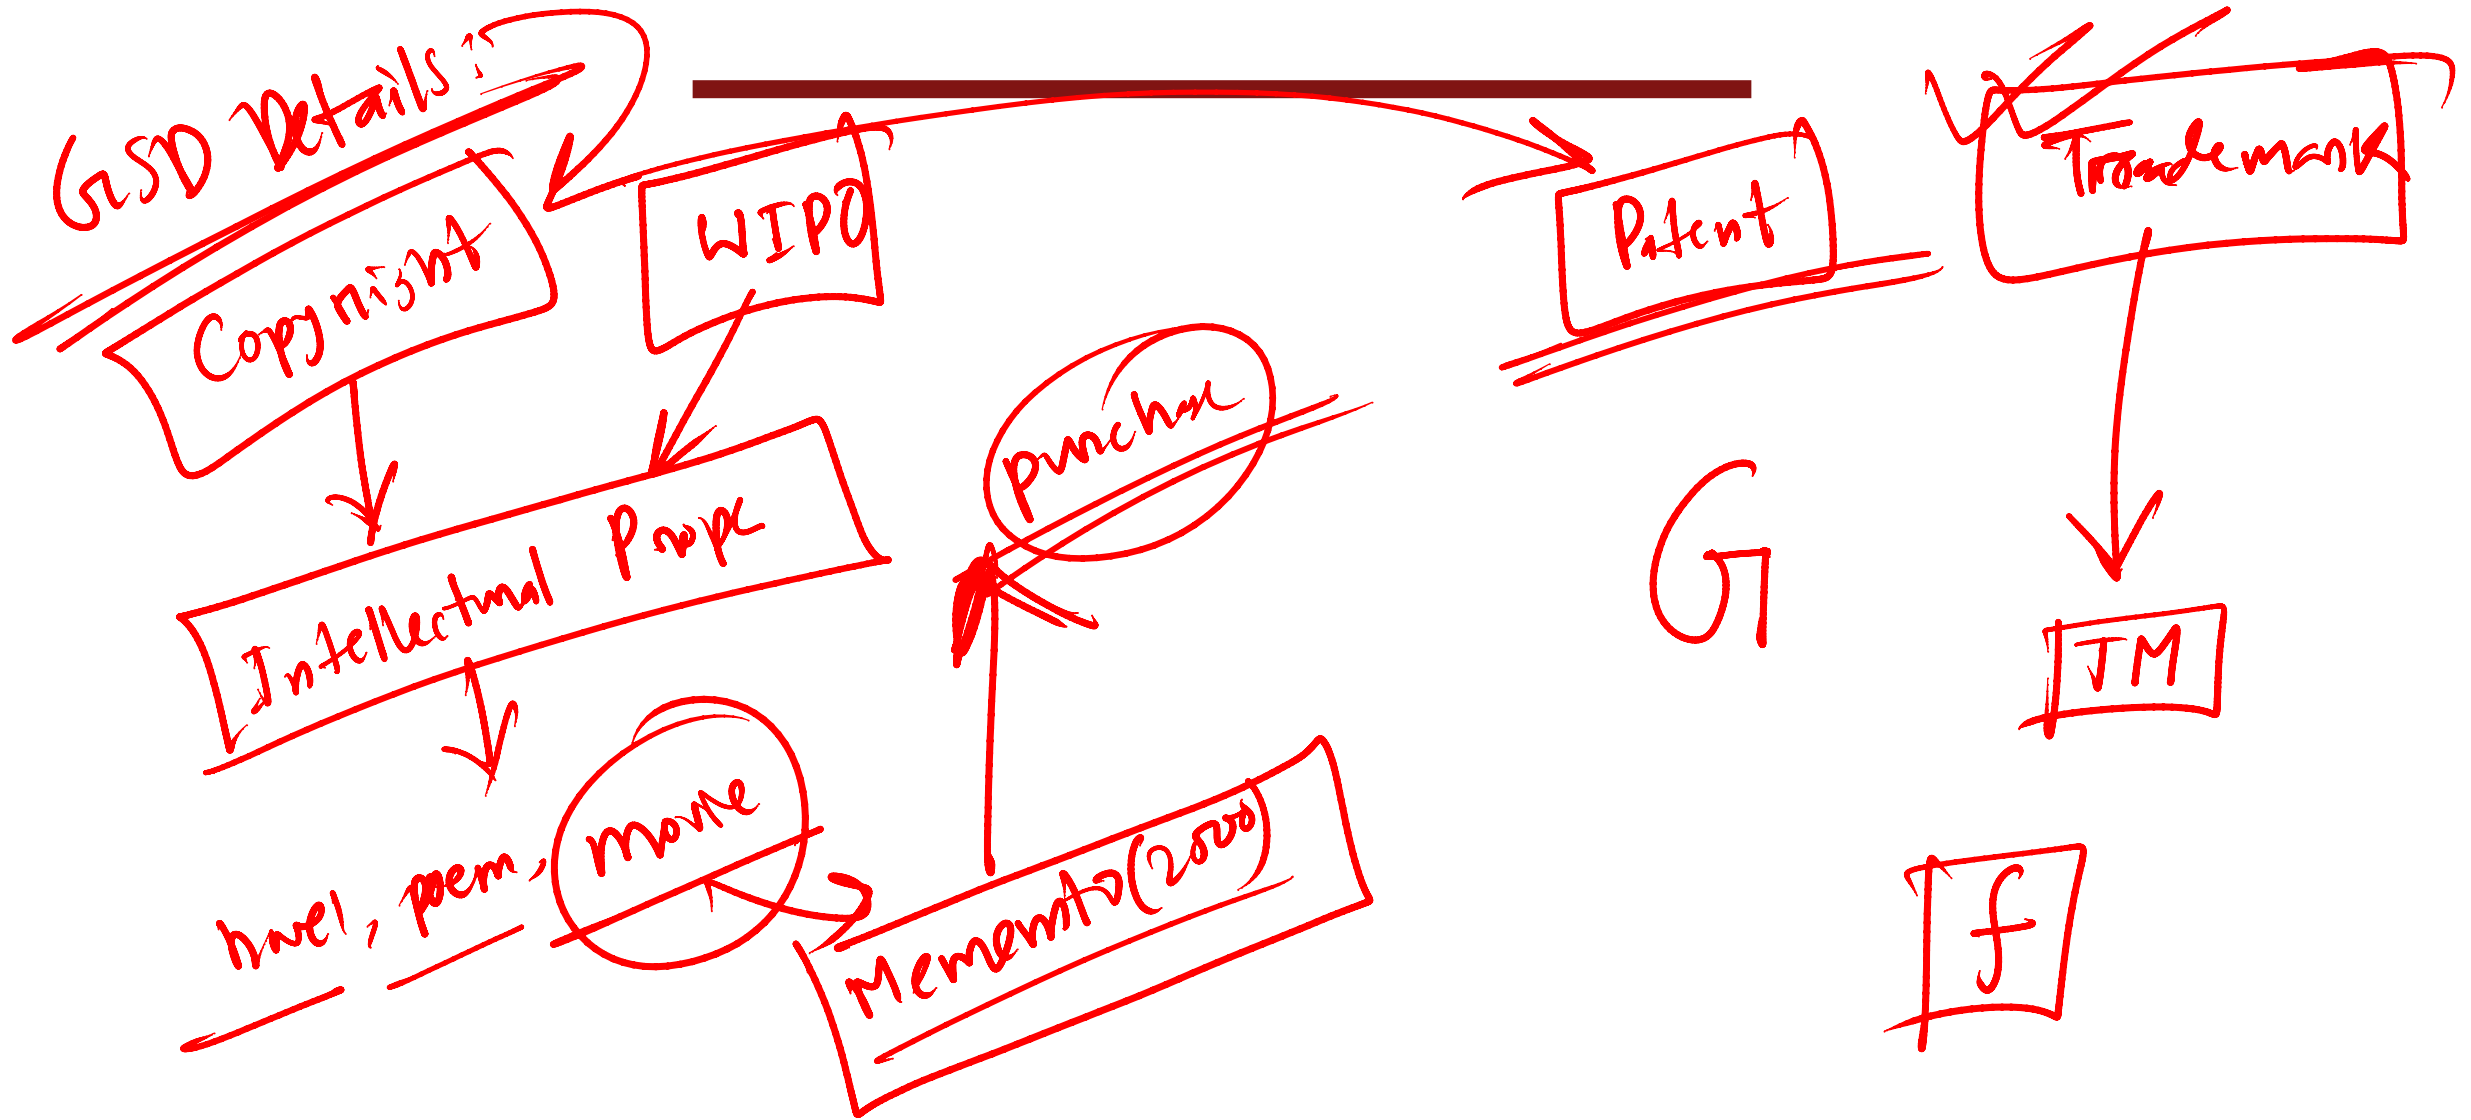 GSD Details :
Copyright
WIPO
Patent
Trademark
Purchase
Intellectual Prope
G
TM
novel, poem, movie
Memento (2000)
f